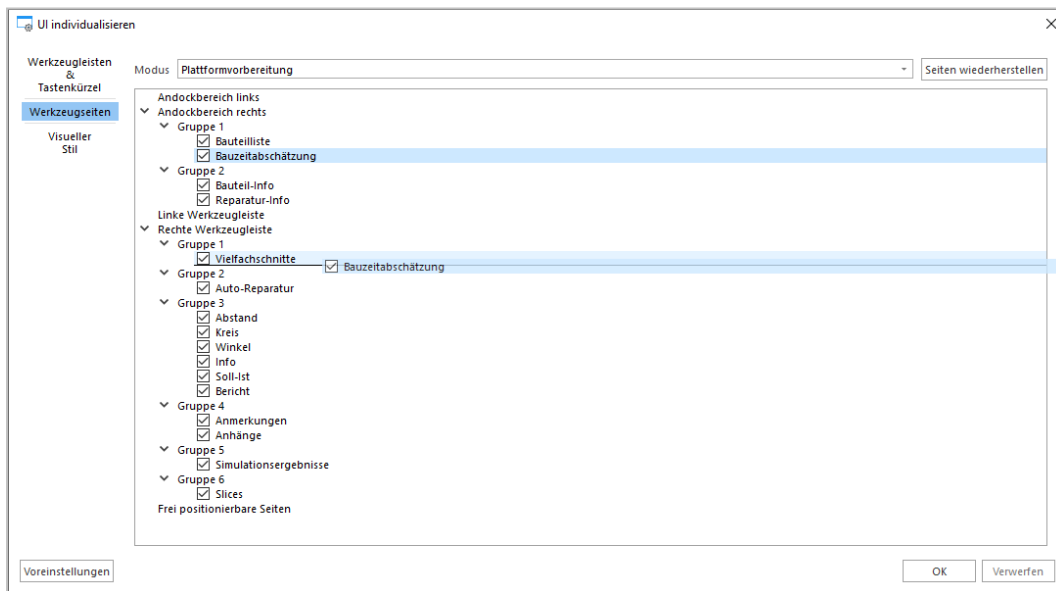 UI individualisieren
Werkzeugleisten
&
Tastenkürzel
Werkzeugseiten
Visueller
Stil
Modus Plattformvorbereitung Seiten wiederherstellen
Andockbereich links
Andockbereich rechts
Gruppe 1
Bauteilliste
Bauzeitabschätzung
Gruppe 2
Bauteil-Info
Reparatur-Info
Linke Werkzeugleiste
Rechte Werkzeugleiste
Gruppe 1
Vielfachschnitte
Bauzeitabschätzung
Gruppe 2
Auto-Reparatur
Gruppe 3
Abstand
Kreis
Winkel
Info
Soll-Ist
Bericht
Gruppe 4
Anmerkungen
Anhänge
Gruppe 5
Simulationsergebnisse
Gruppe 6
Slices
Frei positionierbare Seiten
Voreinstellungen OK Verwerfen